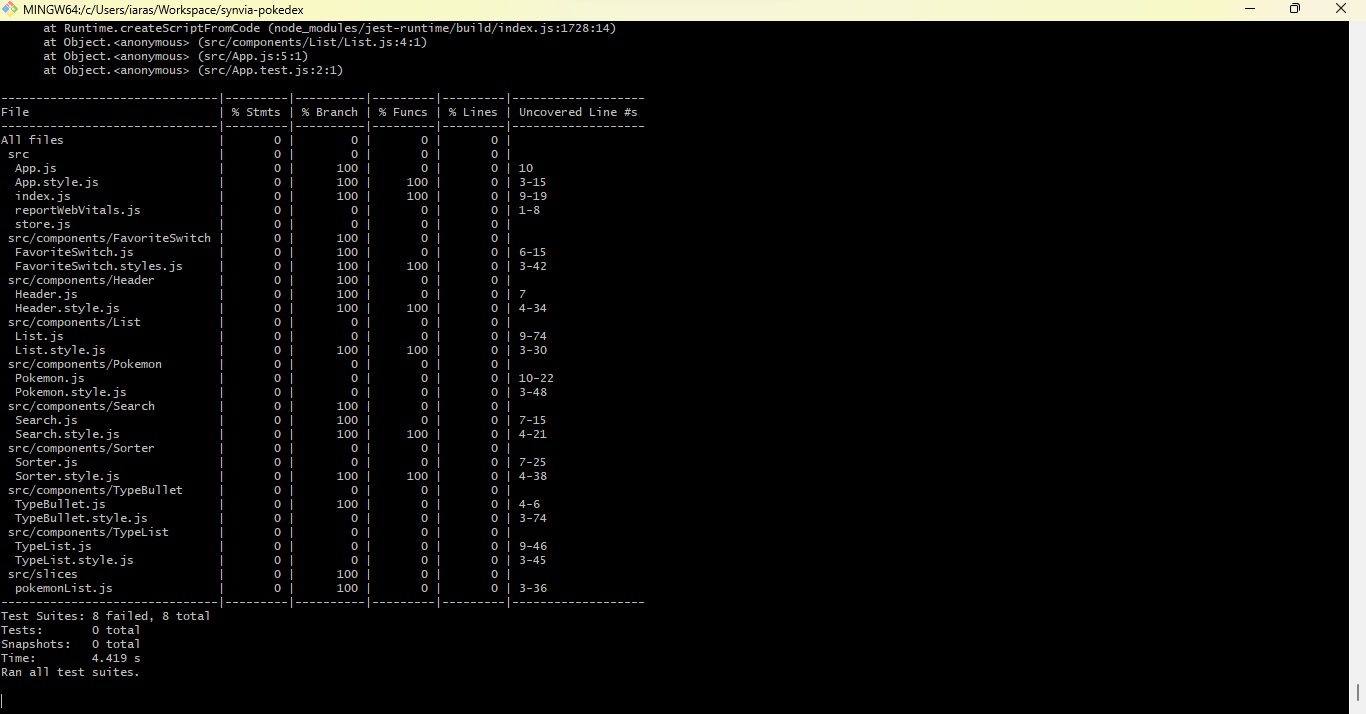 MINGW64:/c/Users/iaras/Workspace/synvia-pokedex
at Runtime.createScriptFromCode (node_modules/jest-runtime/build/index.js:1728:14)
at Object.<anonymous> (src/components/List/List.js:4:1)
at Object.<anonymous> (src/App.js:5:1)
at Object.<anonymous> (src/App.test.js:2:1)
-------------------------------|---------|----------|---------|---------|-------------------
File | % Stmts | % Branch | % Funcs | % Lines | Uncovered Line #s
-------------------------------|---------|----------|---------|---------|-------------------
All files | 0 | 0 | 0 | 0 |
src | 0 | 0 | 0 | 0 |
App.js | 0 | 100 | 0 | 0 | 10
App.style.js | 0 | 100 | 100 | 0 | 3-15
index.js | 0 | 100 | 100 | 0 | 9-19
reportWebVitals.js | 0 | 0 | 0 | 0 | 1-8
store.js | 0 | 0 | 0 | 0 |
src/components/FavoriteSwitch | 0 | 100 | 0 | 0 |
FavoriteSwitch.js | 0 | 100 | 0 | 0 | 6-15
FavoriteSwitch.styles.js | 0 | 100 | 100 | 0 | 3-42
src/components/Header | 0 | 100 | 0 | 0 |
Header.js | 0 | 100 | 0 | 0 | 7
Header.style.js | 0 | 100 | 100 | 0 | 4-34
src/components/List | 0 | 0 | 0 | 0 |
List.js | 0 | 0 | 0 | 0 | 9-74
List.style.js | 0 | 100 | 100 | 0 | 3-30
src/components/Pokemon | 0 | 0 | 0 | 0 |
Pokemon.js | 0 | 0 | 0 | 0 | 10-22
Pokemon.style.js | 0 | 0 | 0 | 0 | 3-48
src/components/Search | 0 | 100 | 0 | 0 |
Search.js | 0 | 100 | 0 | 0 | 7-15
Search.style.js | 0 | 100 | 100 | 0 | 4-21
src/components/Sorter | 0 | 0 | 0 | 0 |
Sorter.js | 0 | 0 | 0 | 0 | 7-25
Sorter.style.js | 0 | 100 | 100 | 0 | 4-38
src/components/TypeBullet | 0 | 0 | 0 | 0 |
TypeBullet.js | 0 | 100 | 0 | 0 | 4-6
TypeBullet.style.js | 0 | 0 | 0 | 0 | 3-74
src/components/TypeList | 0 | 0 | 0 | 0 |
TypeList.js | 0 | 0 | 0 | 0 | 9-46
TypeList.style.js | 0 | 0 | 0 | 0 | 3-45
src/slices | 0 | 100 | 0 | 0 |
pokemonList.js | 0 | 100 | 0 | 0 | 3-36
-------------------------------|---------|----------|---------|---------|-------------------
Test Suites: 8 failed, 8 total
Tests: 0 total
Snapshots: 0 total
Time: 4.419 s
Ran all test suites.